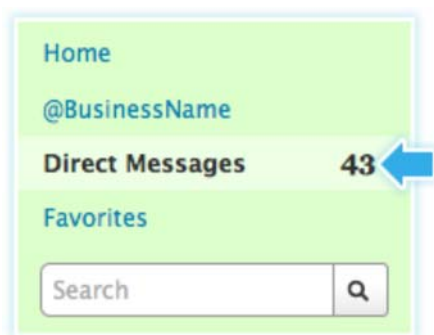 Home
@BusinessName
Direct Messages 43
Favorites
Search